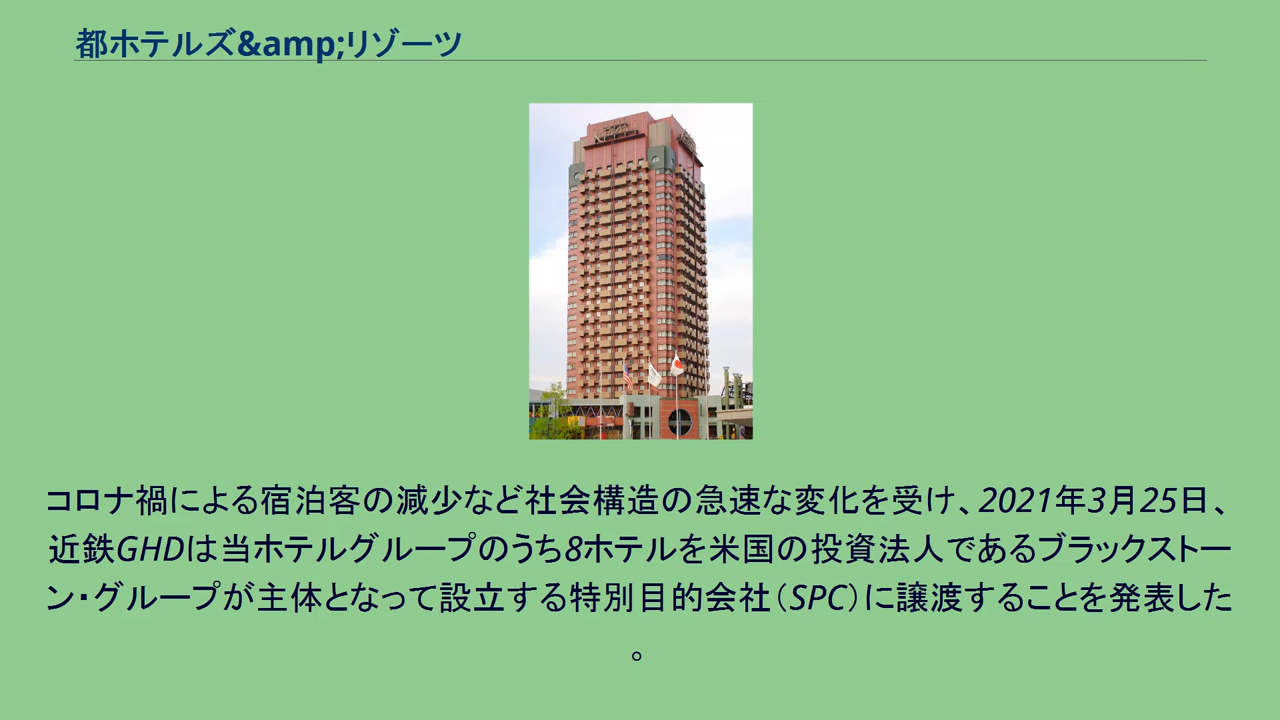 都ホテルズ&amp;リゾーツ
コロナ禍による宿泊客の減少など社会構造の急速な変化を受け、2021年3月25日、
近鉄GHDは当ホテルグループのうち8ホテルを米国の投資法人であるブラックストー
ン・グループが主体となって設立する特別目的会社（SPC）に譲渡することを発表した
。